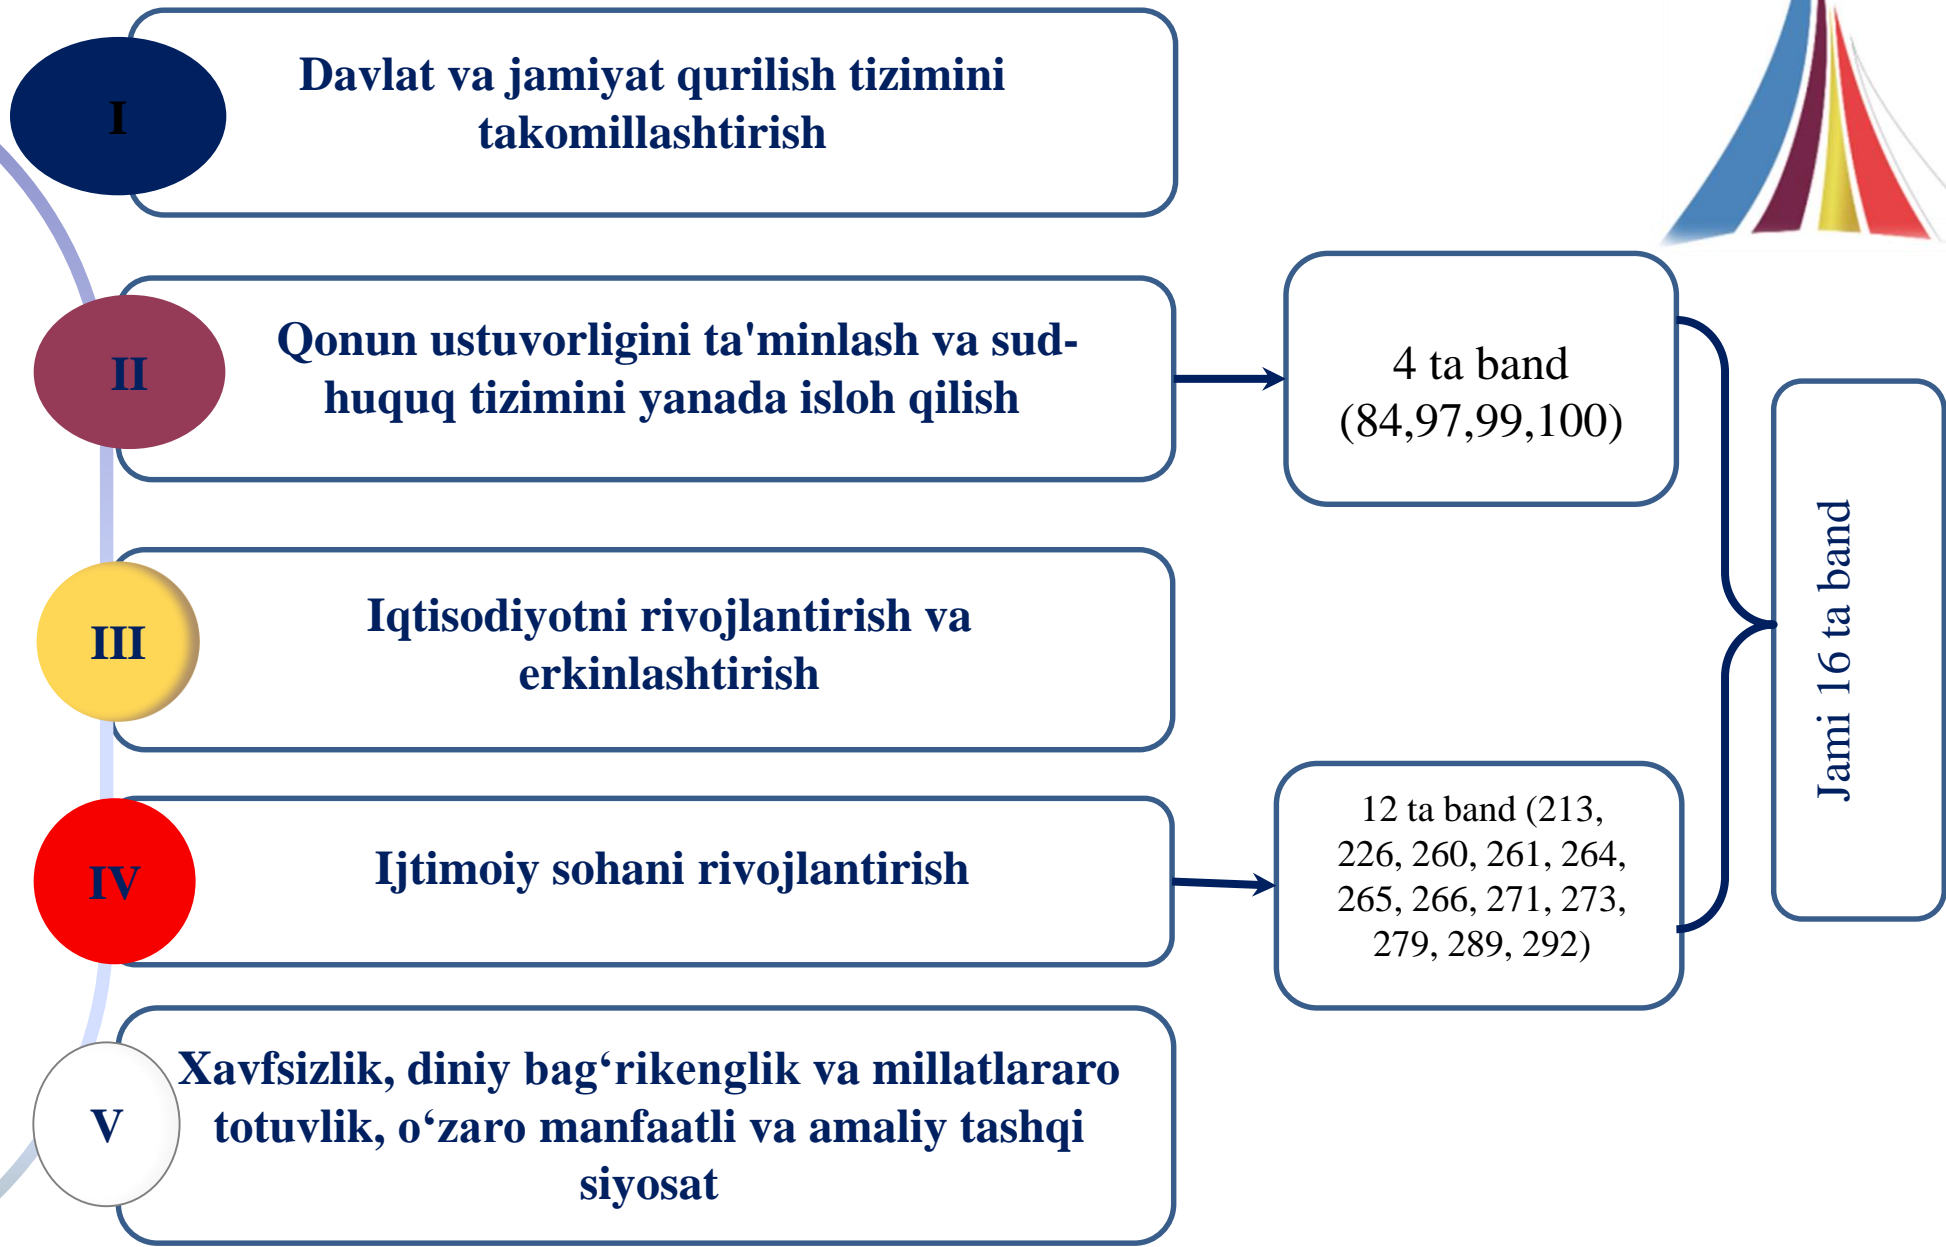 I
Davlat va jamiyat qurilish tizimini
takomillashtirish
II
Qonun ustuvorligini ta'minlash va sud-
huquq tizimini yanada isloh qilish
4 ta band
(84,97,99,100)
III
Iqtisodiyotni rivojlantirish va
erkinlashtirish
IV
Ijtimoiy sohani rivojlantirish
12 ta band (213,
226, 260, 261, 264,
265, 266, 271, 273,
279, 289, 292)
Jami 16 ta band
V
Xavfsizlik, diniy bag‘rikenglik va millatlararo
totuvlik, o‘zaro manfaatli va amaliy tashqi
siyosat